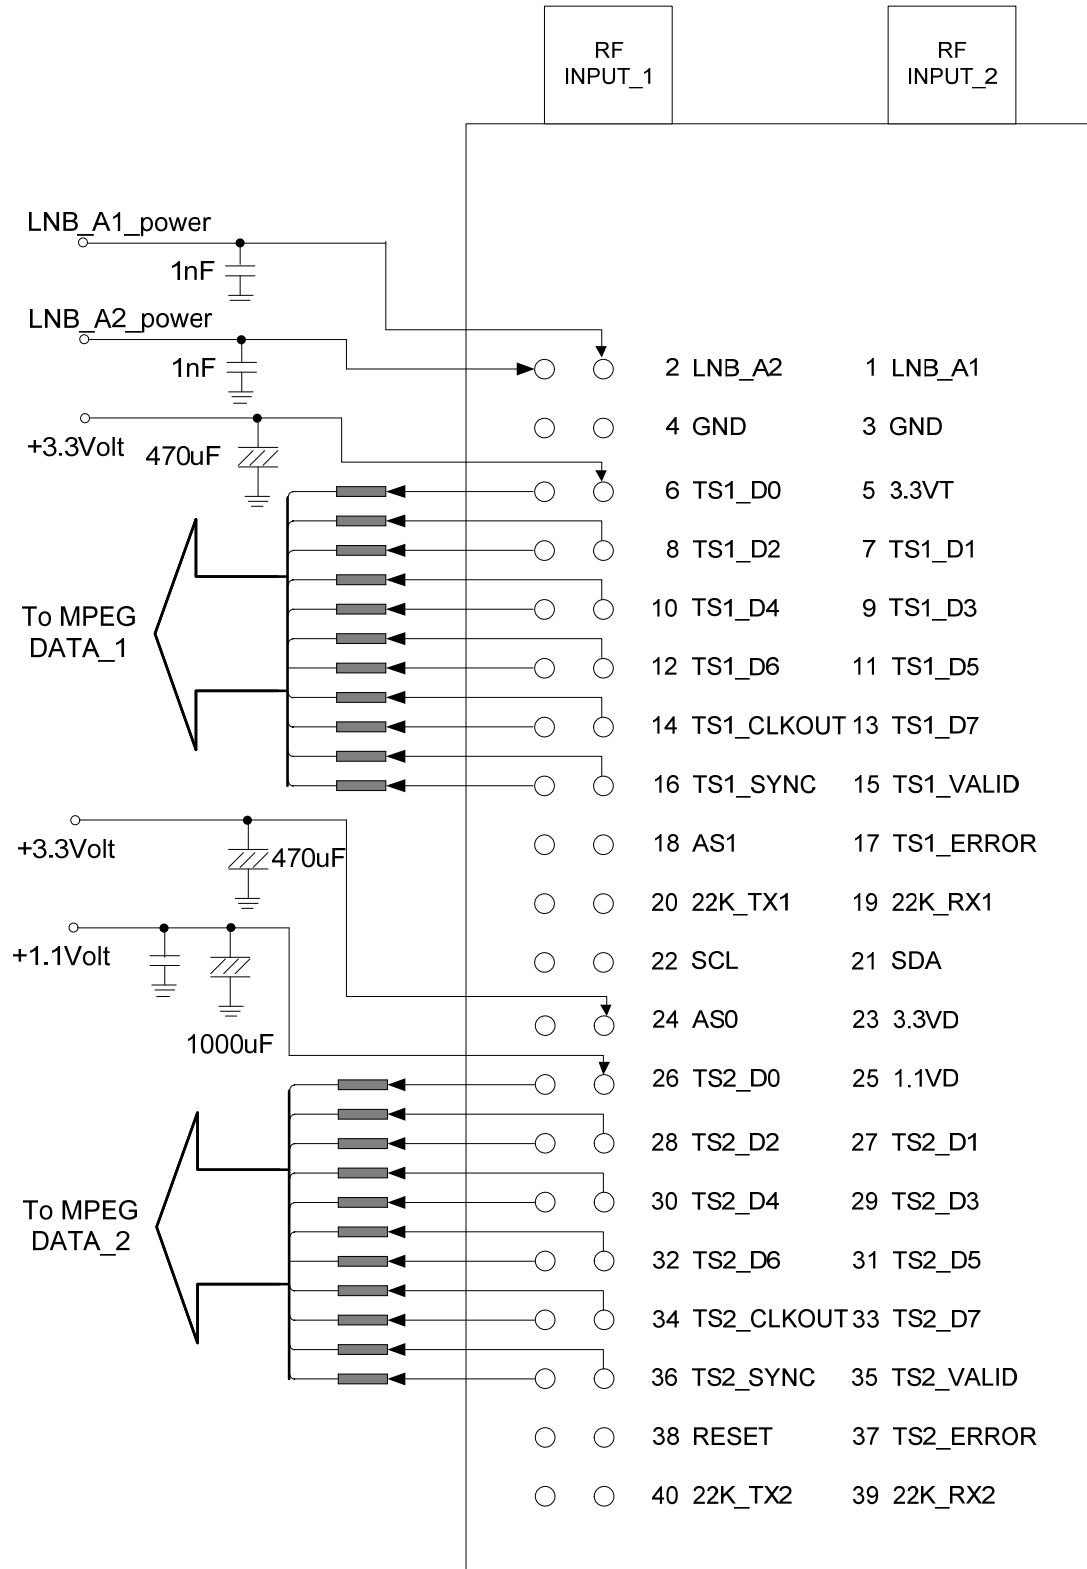 RF
INPUT_1
RF
INPUT_2
LNB_A1_power
1nF
LNB_A2_power
1nF
+3.3Volt
470uF
2 LNB_A2 1 LNB_A1
4 GND 3 GND
6 TS1_D0 5 3.3VT
8 TS1_D2 7 TS1_D1
To MPEG
DATA_1
10 TS1_D4 9 TS1_D3
12 TS1_D6 11 TS1_D5
14 TS1_CLKOUT 13 TS1_D7
16 TS1_SYNC 15 TS1_VALID
+3.3Volt
470uF
18 AS1 17 TS1_ERROR
20 22K_TX1 19 22K_RX1
+1.1Volt
1000uF
22 SCL 21 SDA
24 AS0 23 3.3VD
26 TS2_D0 25 1.1VD
28 TS2_D2 27 TS2_D1
To MPEG
DATA_2
30 TS2_D4 29 TS2_D3
32 TS2_D6 31 TS2_D5
34 TS2_CLKOUT 33 TS2_D7
36 TS2_SYNC 35 TS2_VALID
38 RESET 37 TS2_ERROR
40 22K_TX2 39 22K_RX2